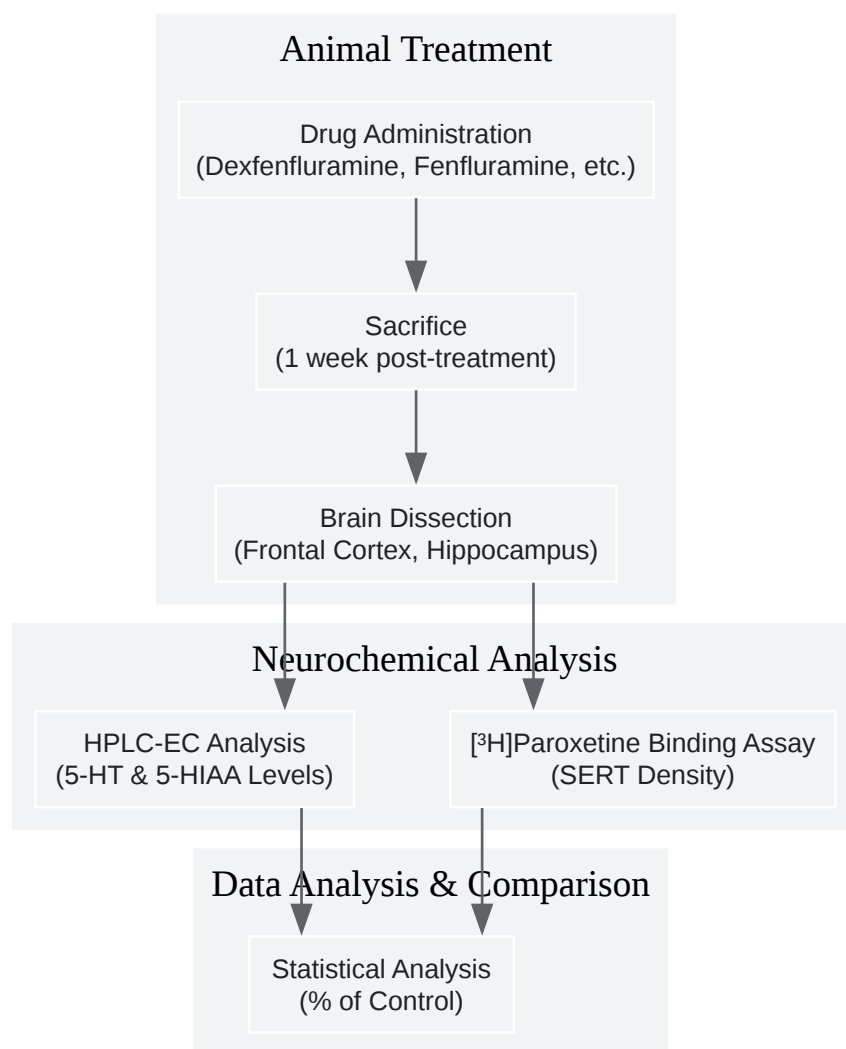 Animal Treatment
Drug Administration
(Dexfenfluramine, Fenfluramine, etc.)
Sacrifice
(1 week post-treatment)
Brain Dissection
(Frontal Cortex, Hippocampus)
Neurochemical Analysis
HPLC-EC Analysis
(5-HT & 5-HIAA Levels)
[³H]Paroxetine Binding Assay
(SERT Density)
Data Analysis & Comparison
Statistical Analysis
(% of Control)